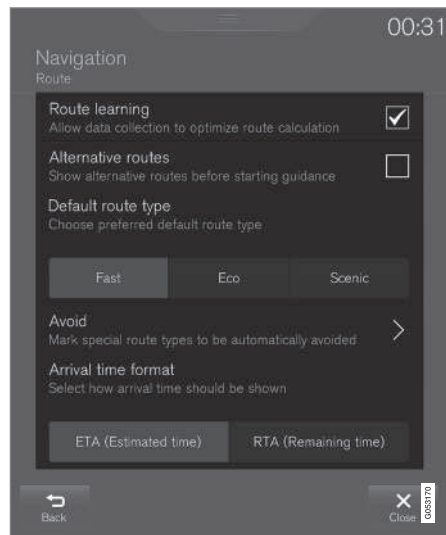 00:31
Navigation
Route
Route learning
Allow data collection to optimize route calculation
Alternative routes
Show alternative routes before starting guidance
Default route type
Choose preferred default route type
Fast Eco Scenic
Avoid
Mark special route types to be automatically avoided
Arrival time format
Select how arrival time should be shown
ETA (Estimated time) RTA (Remaining time)
Back Close
G053170